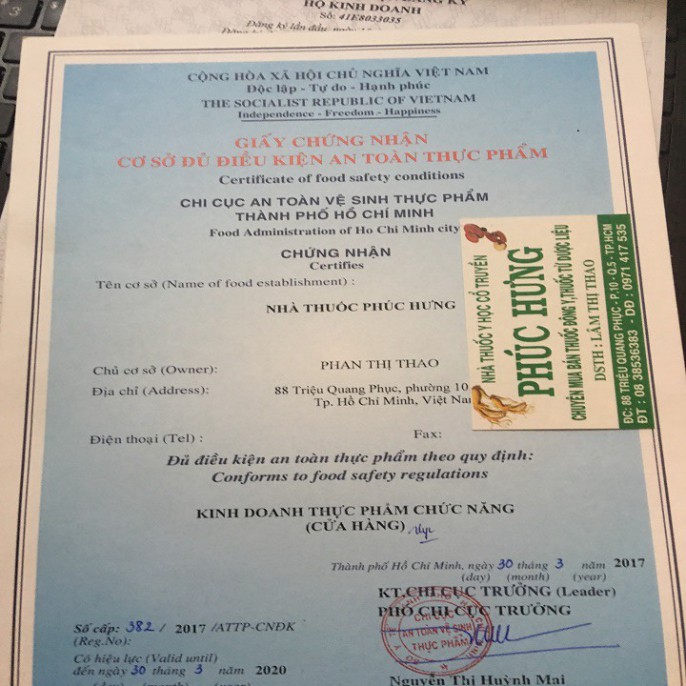 HỘ KINH DOANH
Số: 41E8033035
Đăng ký lần đầu, ngày
CỘNG HÒA XÃ HỘI CHỦ NGHĨA VIỆT NAM
Độc lập - Tự do - Hạnh phúc
THE SOCIALIST REPUBLIC OF VIETNAM
Independence - Freedom - Happiness
GIẤY CHỨNG NHẬN
CƠ SỞ ĐỦ ĐIỀU KIỆN AN TOÀN THỰC PHẨM
Certificate of food safety conditions
CHI CỤC AN TOÀN VỆ SINH THỰC PHẨM
THÀNH PHỐ HỒ CHÍ MINH
Food Administration of Ho Chi Minh city
CHỨNG NHẬN
Certifies
Tên cơ sở (Name of food establishment) :
NHÀ THUỐC PHÚC HƯNG
Chủ cơ sở (Owner): PHAN THỊ THAO
Địa chỉ (Address): 88 Triệu Quang Phục, phường 10
Tp. Hồ Chí Minh, Việt Na
Điện thoại (Tel) : Fax:
Đủ điều kiện an toàn thực phẩm theo quy định:
Conforms to food safety regulations
KINH DOANH THỰC PHẨM CHỨC NĂNG
(CỬA HÀNG)
Thành phố Hồ Chí Minh, ngày 30 tháng 3 năm 2017
(day) (month) (year)
KT.CHI CỤC TRƯỞNG (Leader)
PHÓ CHI CỤC TRƯỞNG
CHI CỤC
AN TOÀN VỆ SINH
THỰC PHẨM
Nguyễn Thị Huỳnh Mai
Số cấp: 382 / 2017 /ATTP-CNĐK
(Reg.No):
Có hiệu lực (Valid until)
đến ngày 30 tháng 3 năm 2020
(day) (month) (year)
NHÀ THUỐC Y HỌC CỔ TRUYỀN
PHÚC HƯNG
CHUYÊN MUA BÁN THUỐC ĐÔNG Y,THUỐC TỪ DƯỢC LIỆU
DSTH : LÂM THỊ THAO
ĐC: 88 TRIỆU QUANG PHỤC - P.10 - Q.5 - TP.HCM
ĐT : 08 38536383 - DĐ : 0971 417 535